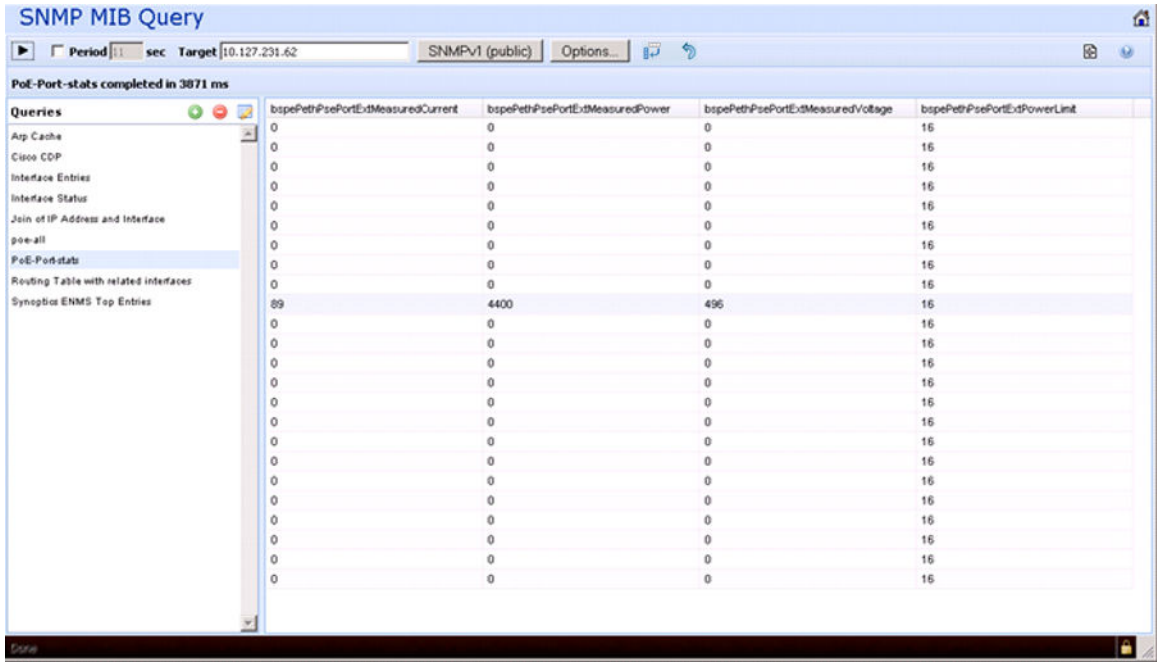 SNMP MIB Query
Period 11 sec Target 10.127.231.62 SNMPv1 (public) Options...
PoE-Port-stats completed in 3871 ms
Queries
Arp Cache
Cisco CDP
Interface Entries
Interface Status
Join of IP Address and Interface
poe-all
PoE-Port-stats
Routing Table with related interfaces
Synoptics ENMS Top Entries
bspePethPsePortExtMeasuredCurrent bspePethPsePortExtMeasuredPower bspePethPsePortExtMeasuredVoltage bspePethPsePortExtPowerLimit
0 0 0 16
0 0 0 16
0 0 0 16
0 0 0 16
0 0 0 16
0 0 0 16
0 0 0 16
0 0 0 16
0 0 0 16
89 4400 496 16
0 0 0 16
0 0 0 16
0 0 0 16
0 0 0 16
0 0 0 16
0 0 0 16
0 0 0 16
0 0 0 16
0 0 0 16
0 0 0 16
0 0 0 16
0 0 0 16
0 0 0 16
0 0 0 16
Done